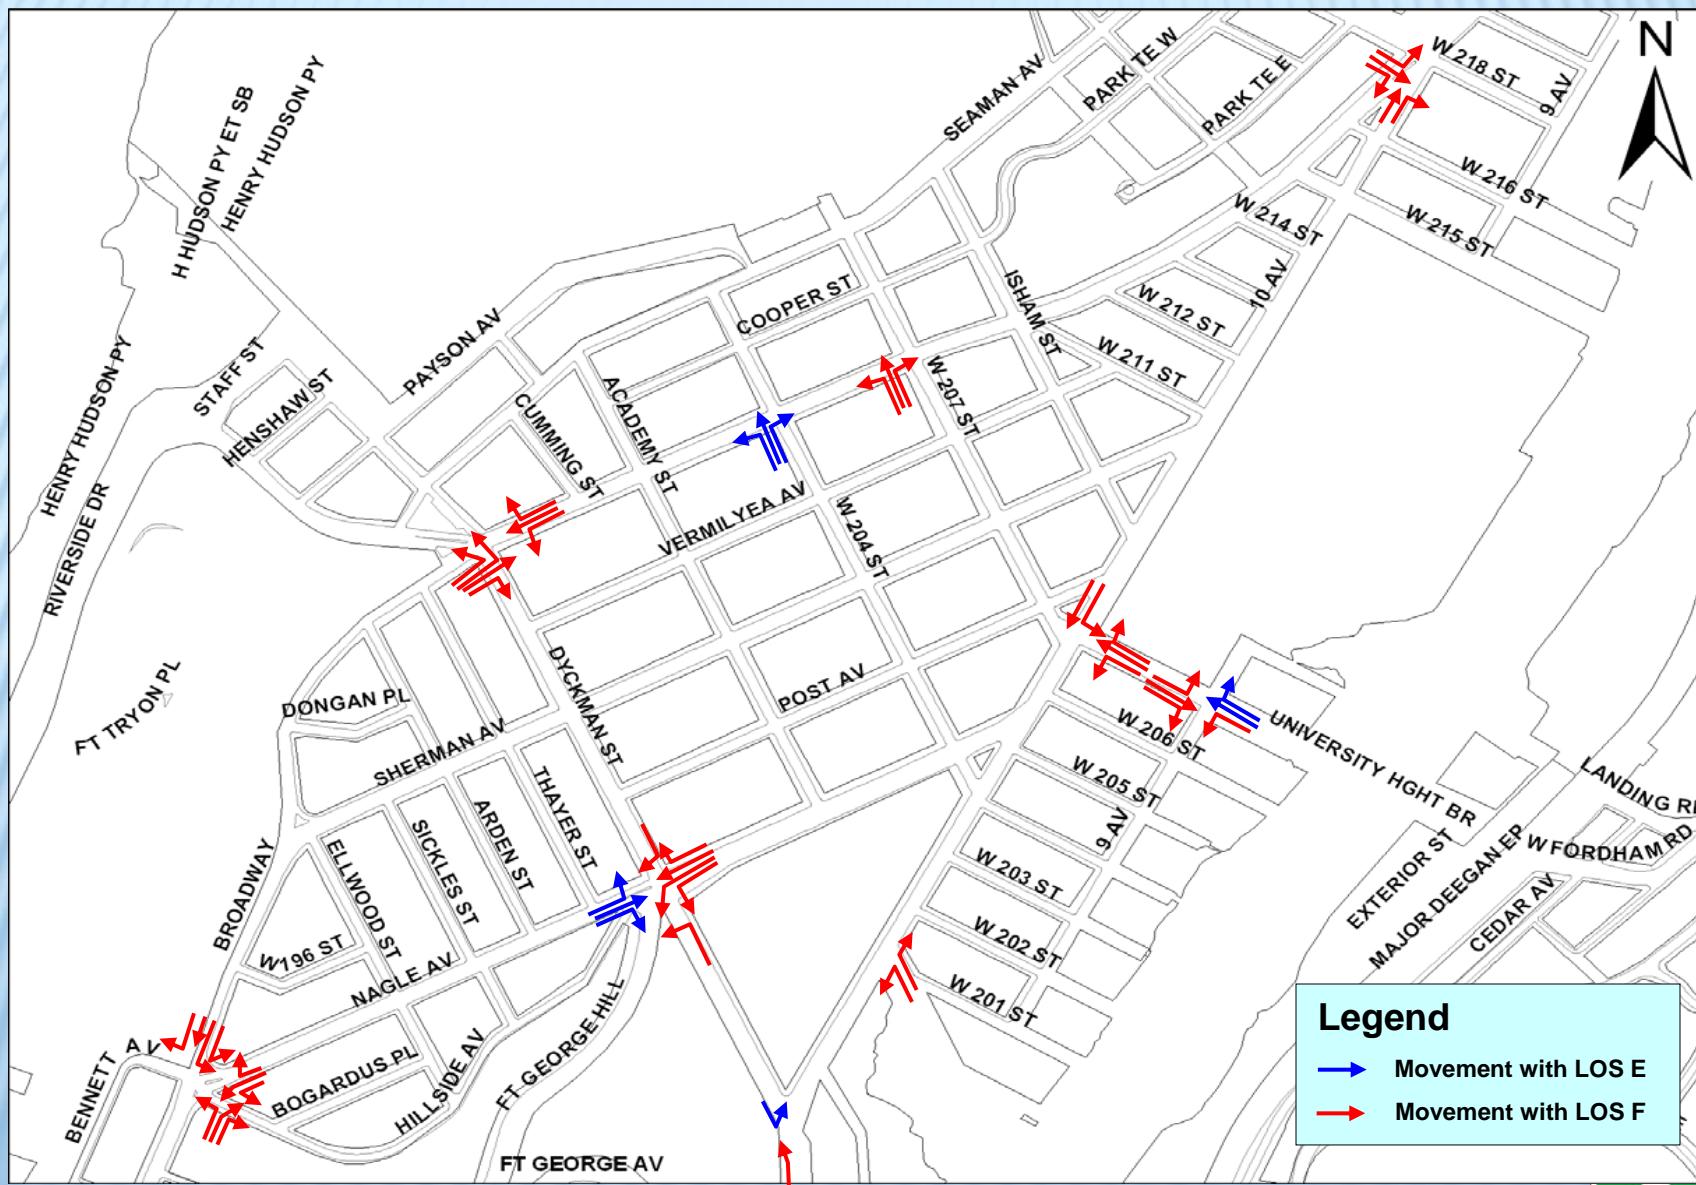 N
W 218 ST
9 AV
PARK TE W
PARK TE E
SEAMAN AV
H HUDSON PY ET SB
HENRY HUDSON PY
W 216 ST
W 215 ST
W 214 ST
10 AV
ISHAM ST
W 212 ST
W 211 ST
COOPER ST
PAYSON AV
STAFF ST
HENSHAW ST
HENRY HUDSON PY
RIVERSIDE DR
CUMMING ST
ACADEMY ST
W 207 ST
VERMILYEA AV
W 204 ST
FT TRYON PL
DONGAN PL
DYCKMAN ST
POST AV
SHERMAN AV
THAYER ST
ARDEN ST
SICKLES ST
ELLWOOD ST
BROADWAY
W 206 ST
W 205 ST
9 AV
W 203 ST
W 202 ST
W 201 ST
UNIVERSITY HGHT BR
LANDING
W FORDHAM RD
EXTERIOR ST
MAJOR DEEGAN EP
CEDAR AV
W196 ST
NAGLE AV
BENNETT AV
BOGARDUS PL
HILLSIDE AV
FT GEORGE HILL
FT GEORGE AV
Legend
Movement with LOS E
Movement with LOS F